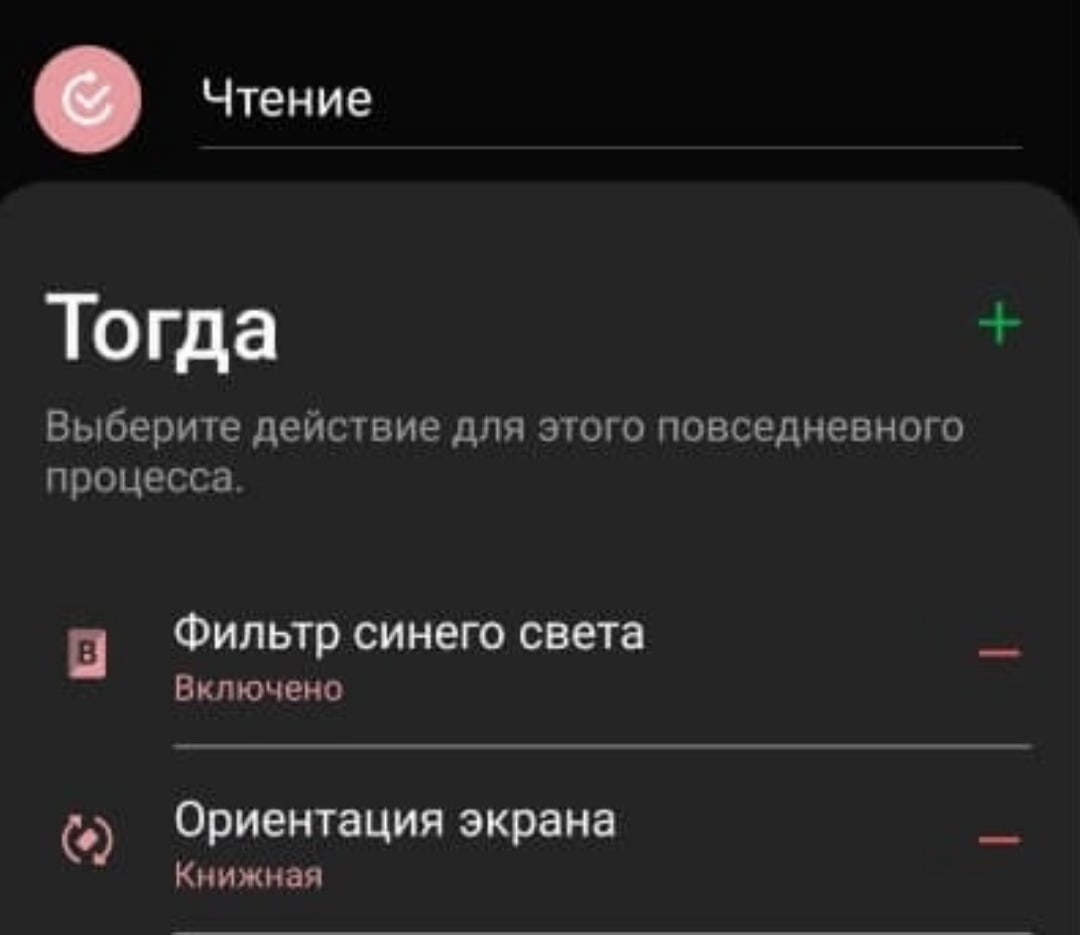 Чтение
Тогда
Выберите действие для этого повседневного
процесса.
B
Фильтр синего света
Включено
Ориентация экрана
Книжная